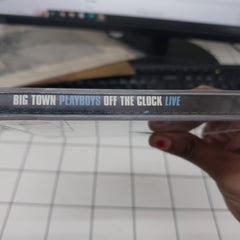 BIG TOWN PLAYBOYS OFF THE CLOCK LIVE